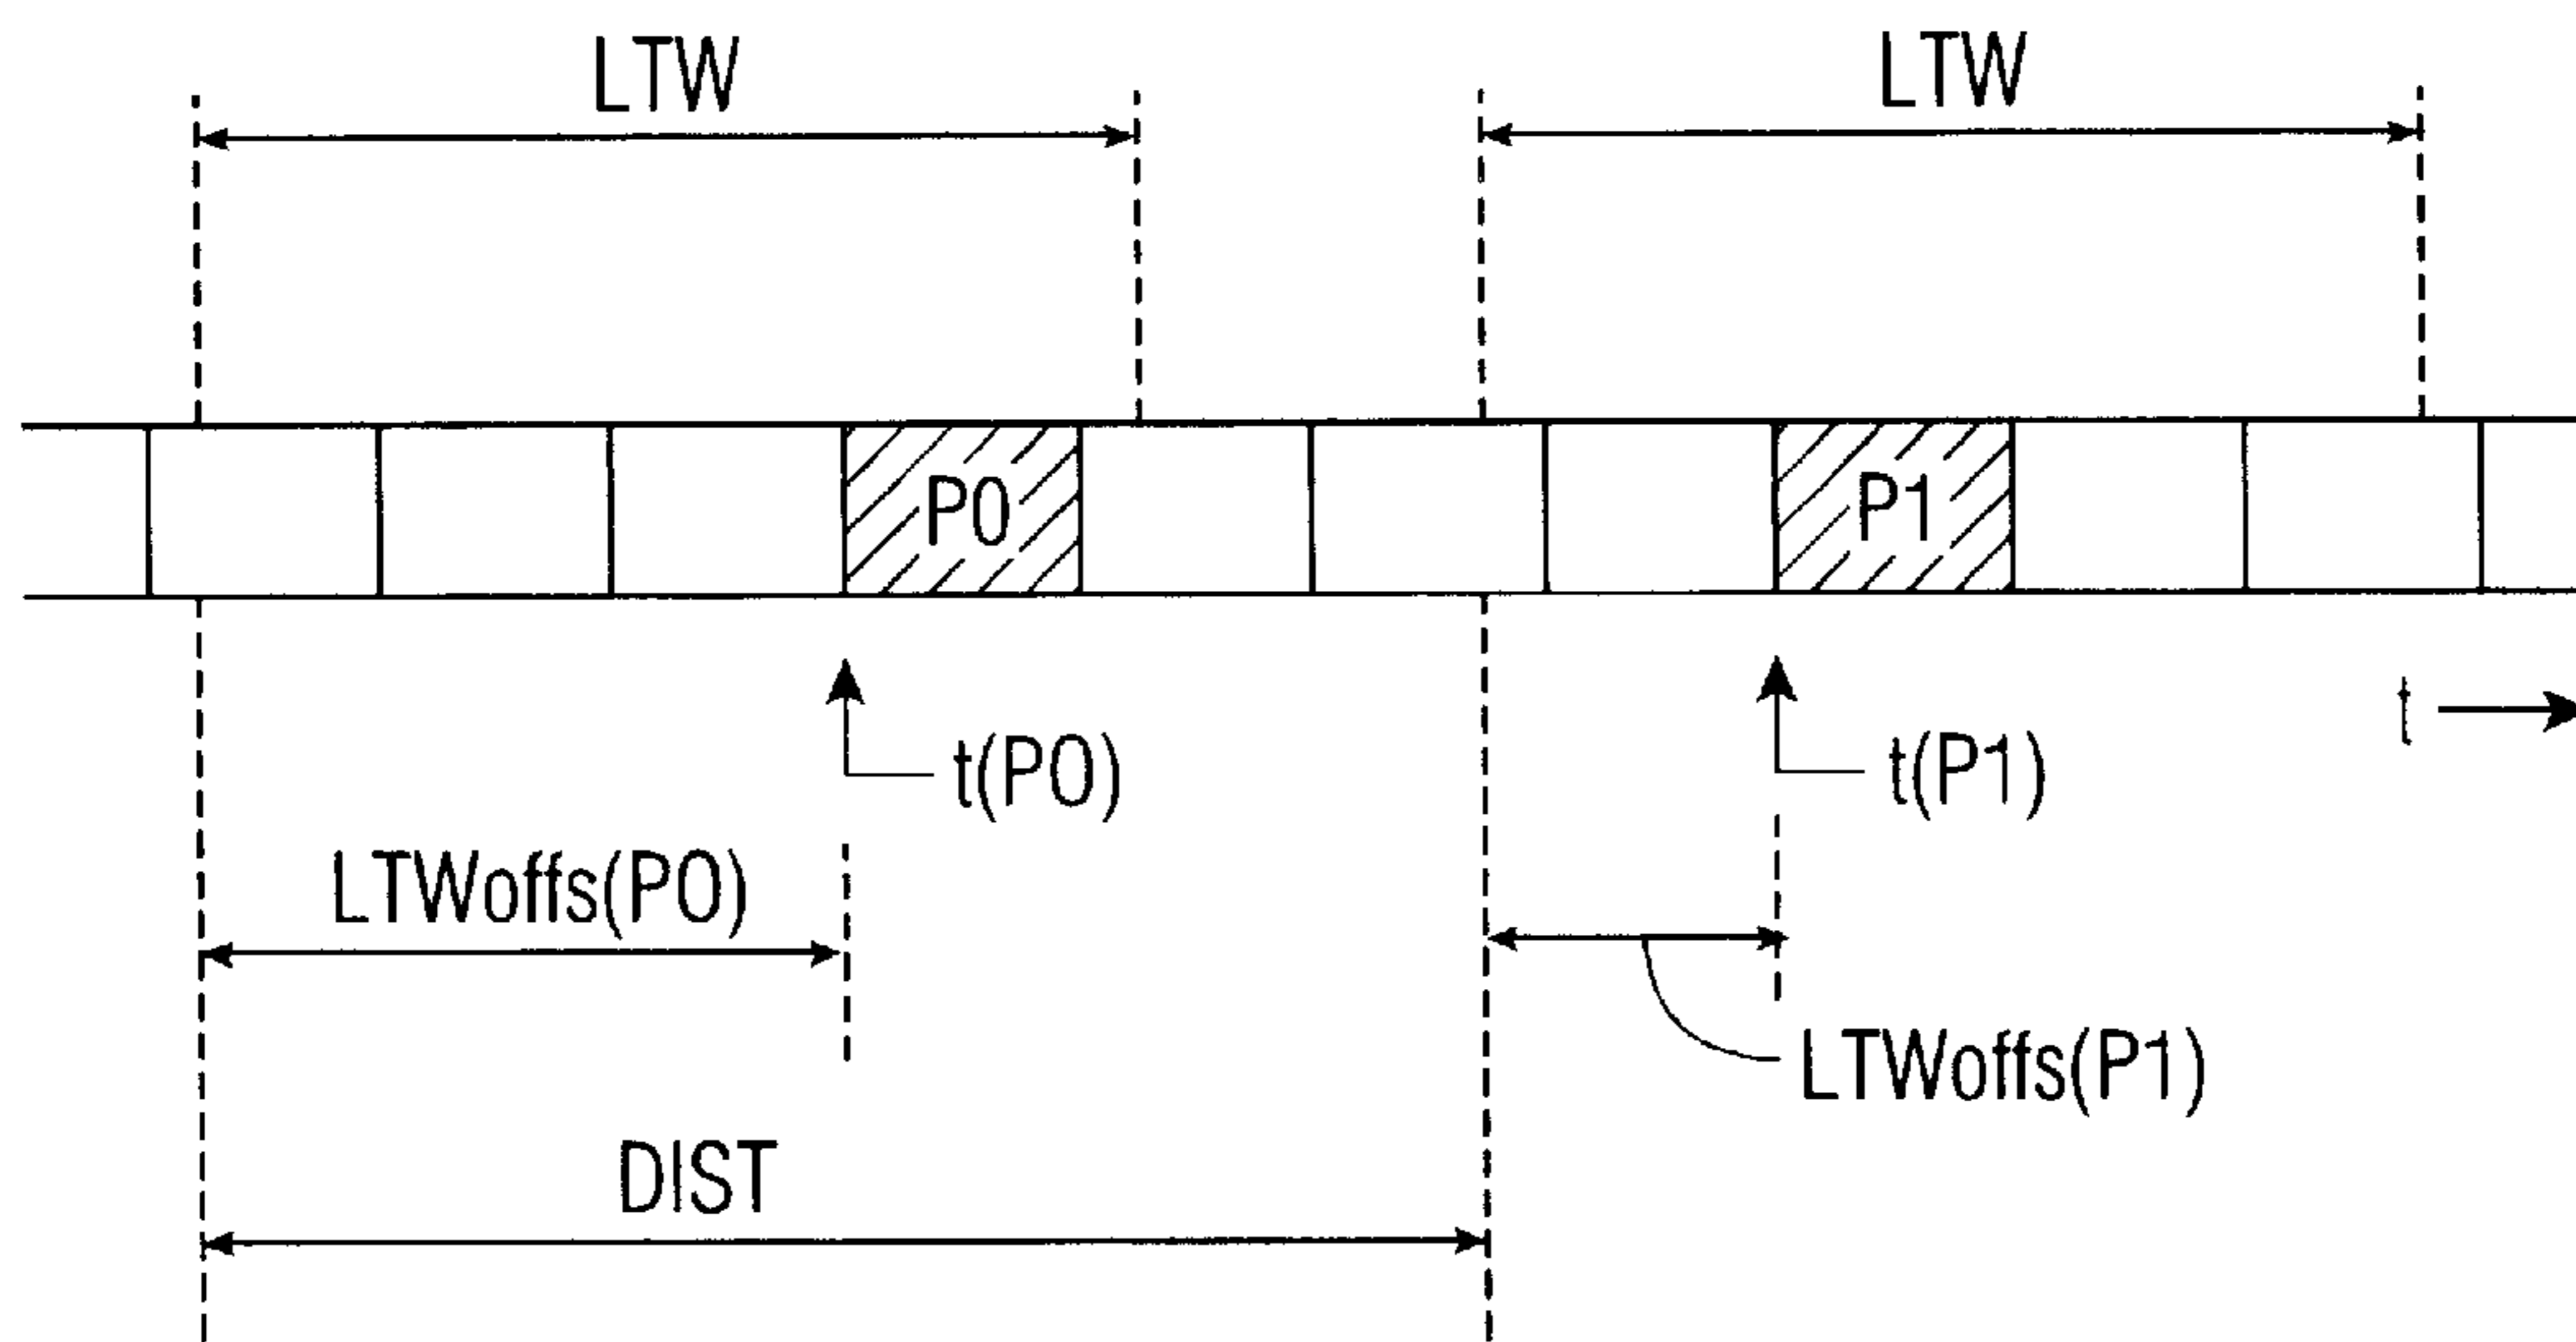 LTW
LTW
P0
P1
t
t(P0)
t(P1)
LTWoffs(P0)
LTWoffs(P1)
DIST